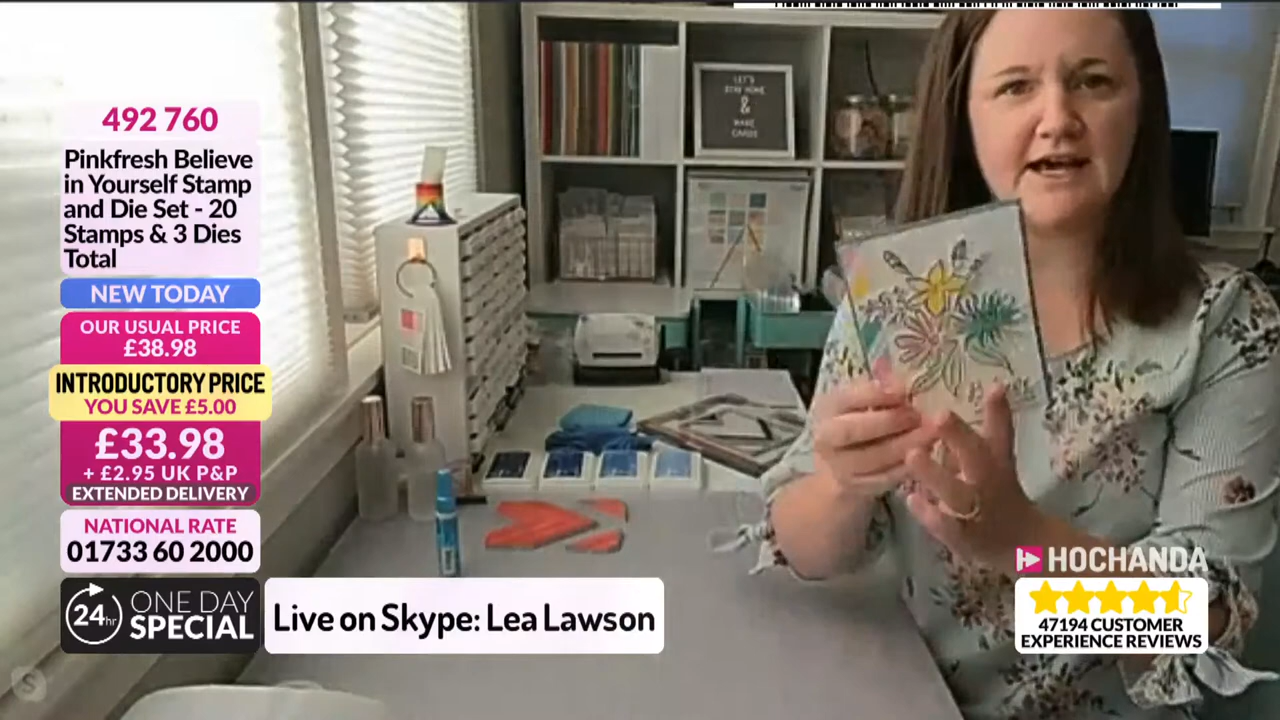 492 760
Pinkfresh Believe
in Yourself Stamp
and Die Set - 20
Stamps & 3 Dies
Total
NEW TODAY
OUR USUAL PRICE
£38.98
INTRODUCTORY PRICE
YOU SAVE £5.00
£33.98
+ £2.95 UK P&P
EXTENDED DELIVERY
NATIONAL RATE
01733 60 2000
24hr
ONE DAY
SPECIAL
Live on Skype: Lea Lawson
LET'S
STAY HOME
&
MAKE
CARDS
HOCHANDA
47194 CUSTOMER
EXPERIENCE REVIEWS
S